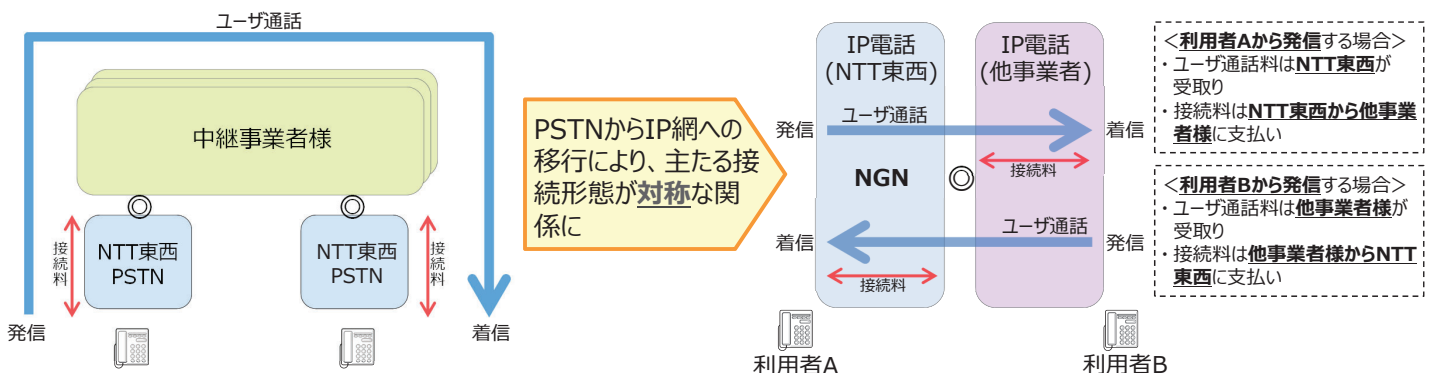 ユーザ通話
中継事業者様
NTT東西
PSTN
NTT東西
PSTN
接続料
接続料
発信
着信
PSTNからIP網への
移行により、主たる接
続形態が対称な関
係に
IP電話
(NTT東西)
IP電話
(他事業者)
発信
ユーザ通話
着信
接続料
NGN
着信
ユーザ通話
発信
接続料
利用者A
利用者B
<利用者Aから発信する場合>
・ユーザ通話料はNTT東西が
受取り
・接続料はNTT東西から他事業
者様に支払い
<利用者Bから発信する場合>
・ユーザ通話料は他事業者様が
受取り
・接続料は他事業者様からNTT
東西に支払い